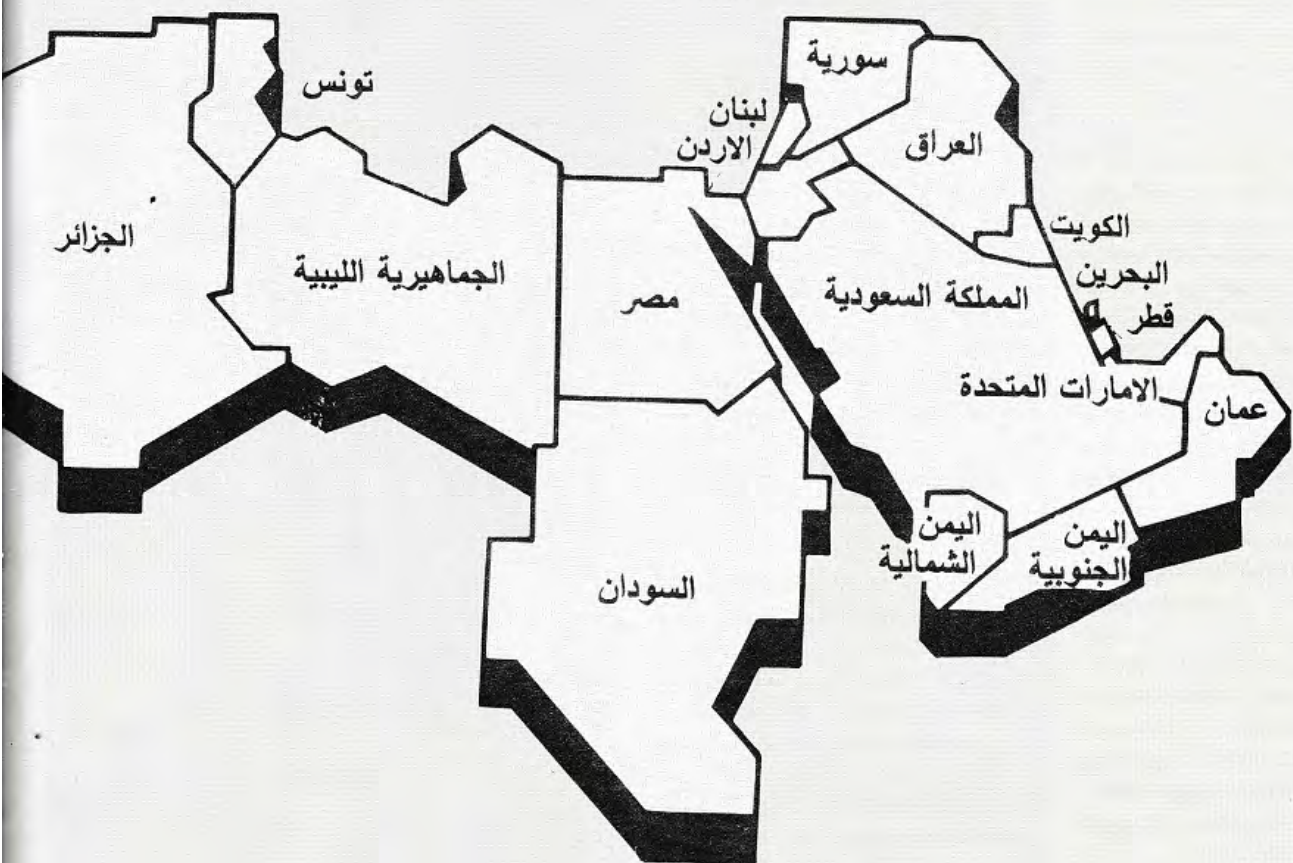 سورية
تونس
لبنان
الاردن
العراق
الكويت
الجزائر
الجماهيرية الليبية
البحرين
المملكة السعودية
مصر
قطر
الامارات المتحدة
عمان
اليمن
الشمالية
اليمن
الجنوبية
السودان